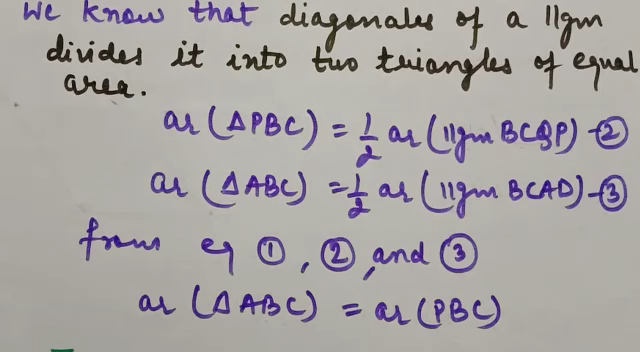 We know that diagonales of a ||gm
divides it into two triangles of equal
area.
ar (ΔPBC) = 1/2 ar (||gm BCQP) - ②
ar (ΔABC) = 1/2 ar (||gm BCAD) - ③
from eq ①, ②, and ③
ar (ΔABC) = ar (PBC)